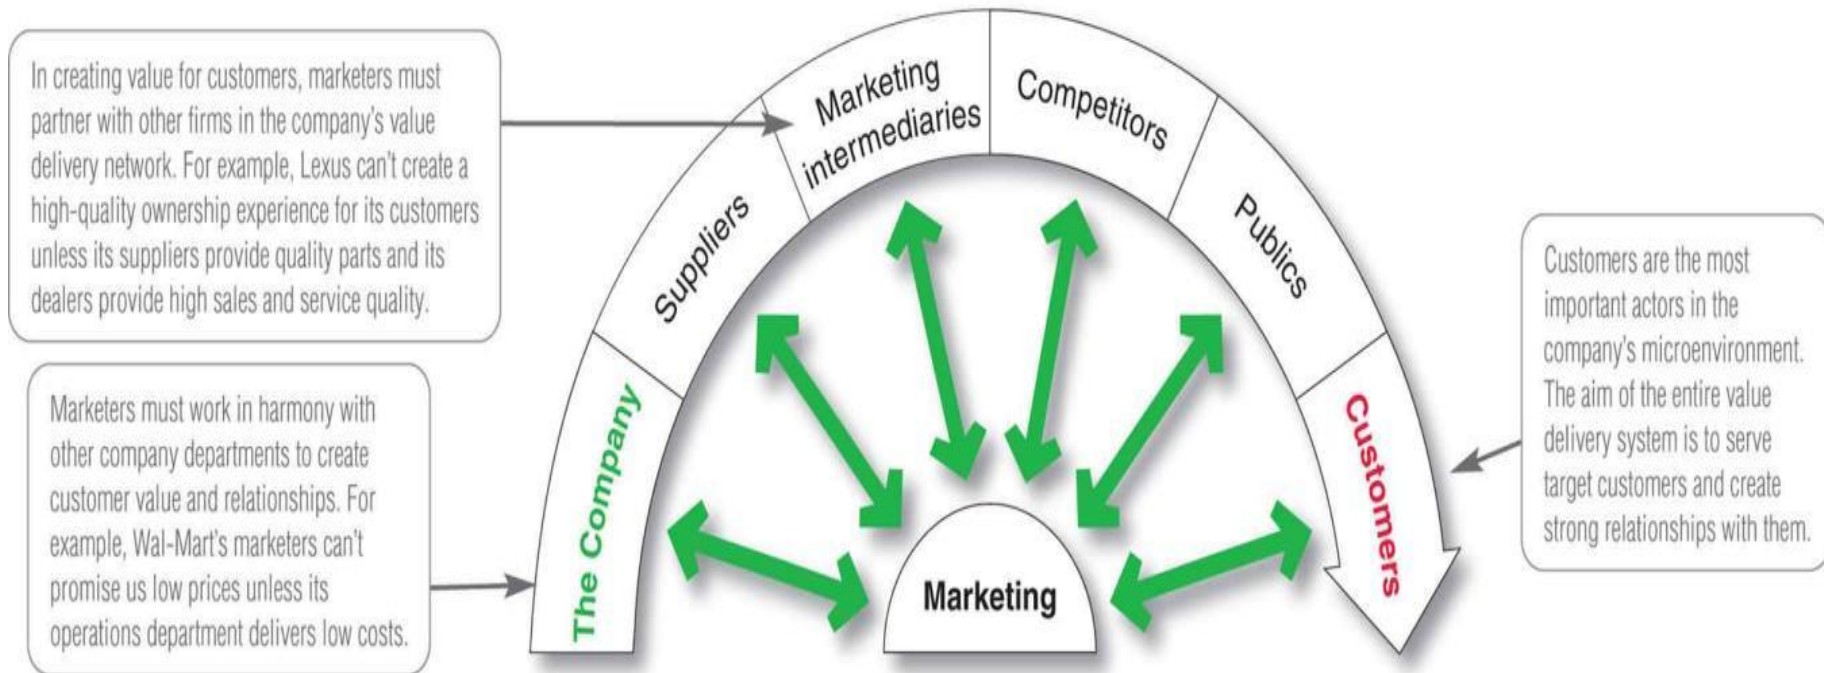 In creating value for customers, marketers must
partner with other firms in the company's value
delivery network. For example, Lexus can't create a
high-quality ownership experience for its customers
unless its suppliers provide quality parts and its
dealers provide high sales and service quality.
Marketers must work in harmony with
other company departments to create
customer value and relationships. For
example, Wal-Mart's marketers can't
promise us low prices unless its
operations department delivers low costs.
The Company
Suppliers
Marketing
intermediaries
Competitors
Publics
Customers
Marketing
Customers are the most
important actors in the
company's microenvironment.
The aim of the entire value
delivery system is to serve
target customers and create
strong relationships with them.